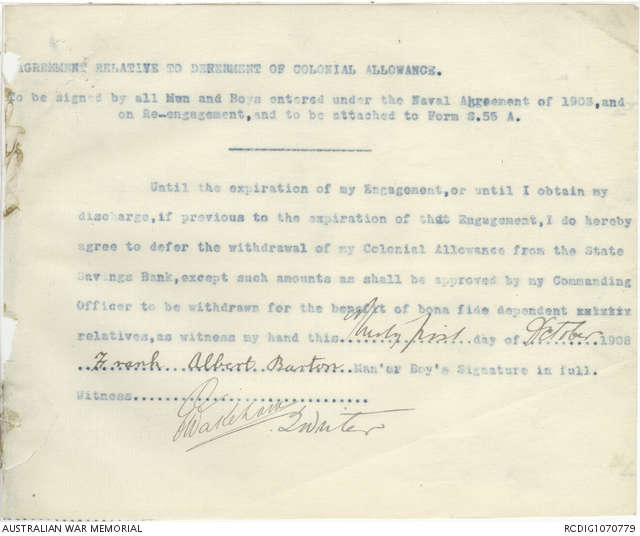 AGREEMENT RELATIVE TO DEFERMENT OF COLONIAL ALLOWANCE.
To be signed by all Men and Boys entered under the Naval Agreement of 1903, and
on Re-engagement, and to be attached to Form S.55 A.
Until the expiration of my Engagement, or until I obtain my
discharge, if previous to the expiration of that Engagement, I do hereby
agree to defer the withdrawal of my Colonial Allowance from the State
Savings Bank, except such amounts as shall be approved by my Commanding
Officer to be withdrawn for the benefit of bona fide dependent xxixixix
relatives, as witness my hand this Thirty first day of October 1908
Frank Albert Barton Man's or Boy's Signature in full.
Witness
Writer
AUSTRALIAN WAR MEMORIAL
RCDIG1070779